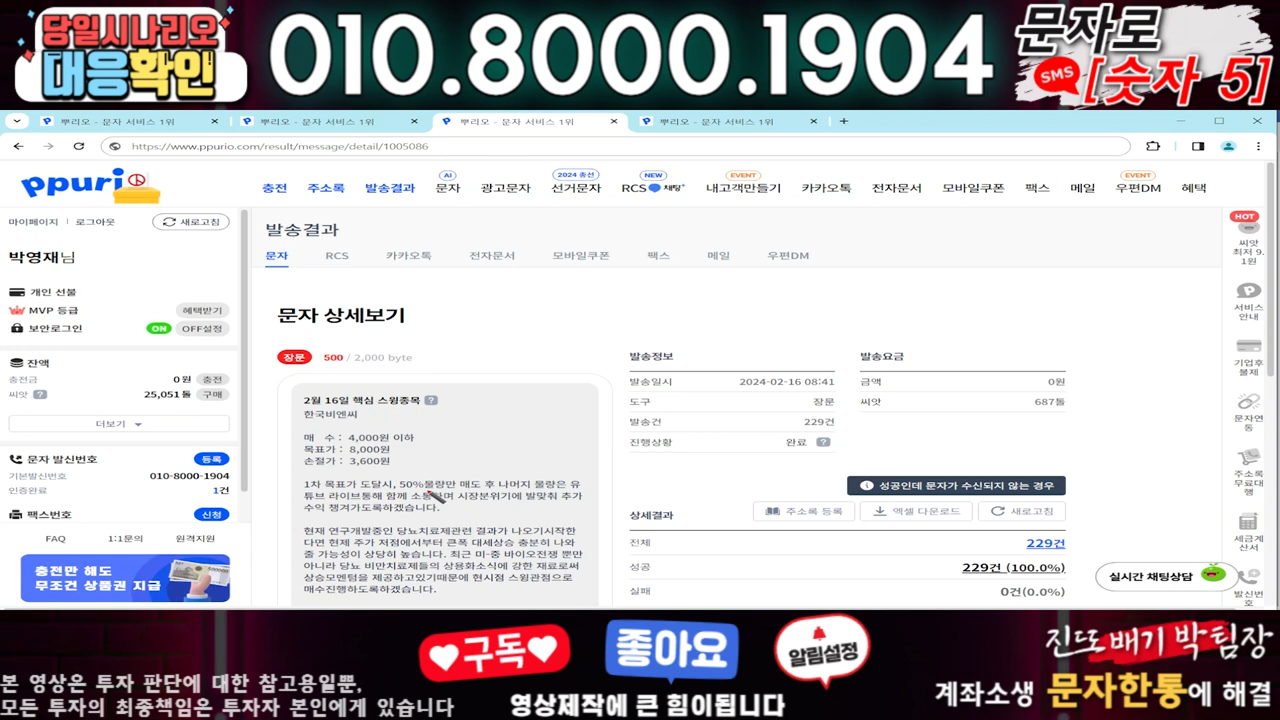 당일시나리오
대응확인
010.8000.1904
문자로
SMS
[숫자 5]
뿌리오 - 문자 서비스 1위
뿌리오 - 문자 서비스 1위
뿌리오 - 문자 서비스 1위
뿌리오 - 문자 서비스 1위
https://www.ppurio.com/result/message/detail/1005086
ppurio
충전
주소록
발송결과
AI
문자
광고문자
2024 총선
선거문자
NEW
RCS 채팅+
EVENT
내고객만들기
카카오톡
전자문서
모바일쿠폰
팩스
메일
EVENT
우편DM
혜택
마이페이지 | 로그아웃
새로고침
박영재님
개인 선불
MVP 등급 혜택받기
보안로그인 ON OFF설정
잔액
충전금 0원 충전
씨앗 ? 25,051톨 구매
더보기
문자 발신번호 등록
기본발신번호 010-8000-1904
인증완료 1건
팩스번호 신청
FAQ 1:1문의 원격지원
충전만 해도
무조건 상품권 지급
발송결과
문자 RCS 카카오톡 전자문서 모바일쿠폰 팩스 메일 우편DM
문자 상세보기
장문 500 / 2,000 byte
2월 16일 핵심 스윙종목 ?
한국비엔씨
매 수 : 4,000원 이하
목표가 : 8,000원
손절가 : 3,600원
1차 목표가 도달시, 50%물량만 매도 후 나머지 물량은 유
튜브 라이브통해 함께 소통하며 시장분위기에 발맞춰 추가
수익 챙겨가도록하겠습니다.
현재 연구개발중인 당뇨치료제관련 결과가 나오기시작한
다면 현재 주가 저점에서부터 큰폭 대세상승 충분히 나와
줄 가능성이 상당히 높습니다. 최근 미·중 바이오전쟁 뿐만
아니라 당뇨 비만치료제들의 상용화소식에 강한 재료로써
상승모멘텀을 제공하고있기때문에 현시점 스윙관점으로
매수진행하도록하겠습니다.
발송정보
발송일시 2024-02-16 08:41
도구 장문
발송건 229건
진행상황 완료 ?
발송요금
금액 0원
씨앗 687톨
성공인데 문자가 수신되지 않는 경우
상세결과
주소록 등록
엑셀 다운로드
새로고침
전체 229건
성공 229건 (100.0%)
실패 0건(0.0%)
HOT
씨앗
최저 9.
1원
서비스
안내
기업후
불제
문자연
동
주소록
무료대
행
세금계
산서
발신번
호
실시간 채팅상담
본 영상은 투자 판단에 대한 참고용일뿐,
모든 투자의 최종책임은 투자자 본인에게 있습니다
구독
좋아요
알림설정
영상제작에 큰 힘이됩니다
진또배기 박팀장
계좌소생 문자한통에 해결